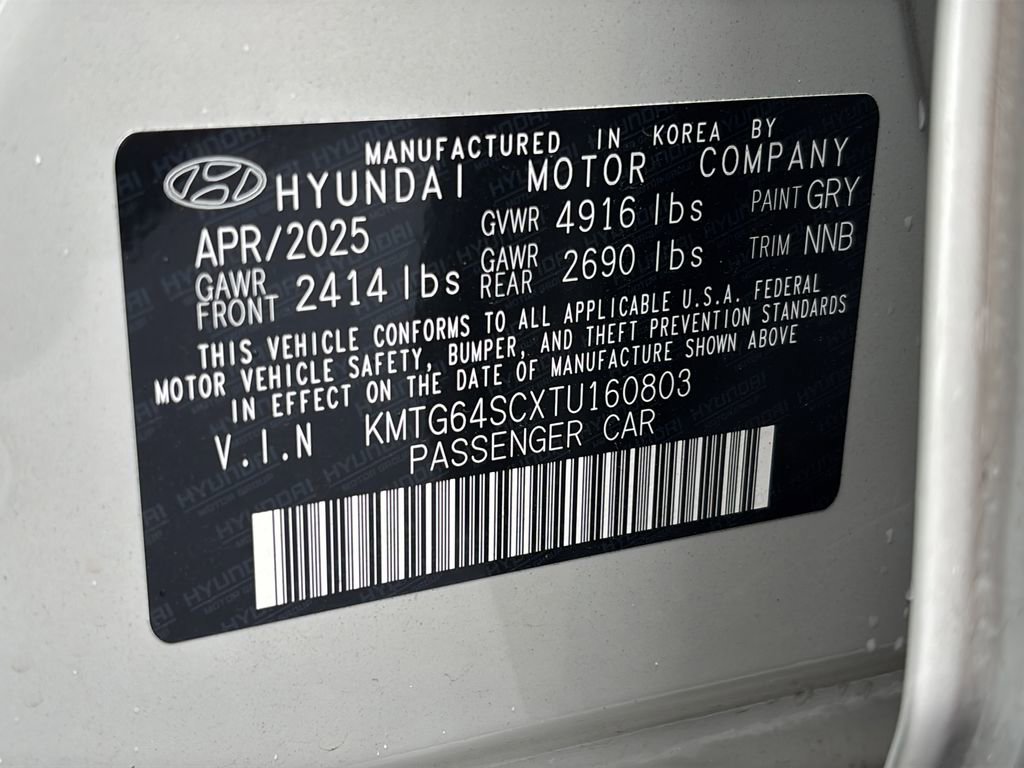 MANUFACTURED IN KOREA BY
HYUNDAI MOTOR COMPANY
APR/2025 GVWR 4916 lbs PAINT GRY
GAWR FRONT 2414 lbs GAWR REAR 2690 lbs TRIM NNB
THIS VEHICLE CONFORMS TO ALL APPLICABLE U.S.A. FEDERAL
MOTOR VEHICLE SAFETY, BUMPER, AND THEFT PREVENTION STANDARDS
IN EFFECT ON THE DATE OF MANUFACTURE SHOWN ABOVE
V.I.N KMTG64SCXTU160803
PASSENGER CAR